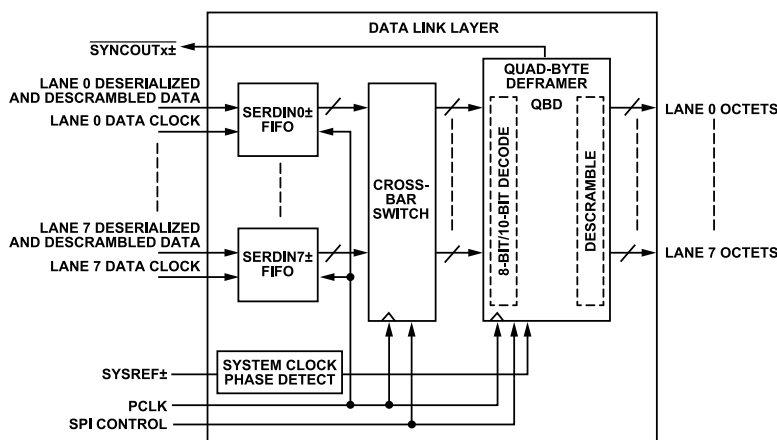 DATA LINK LAYER
SYNCOUTx±
QUAD-BYTE
DEFRAMER
QBD
LANE 0 DESERIALIZED
AND DESCRAMBLED DATA
LANE 0 DATA CLOCK
SERDIN0±
FIFO
LANE 0 OCTETS
CROSS-
BAR
SWITCH
8-BIT/10-BIT DECODE
DESCRAMBLE
LANE 7 DESERIALIZED
AND DESCRAMBLED DATA
LANE 7 DATA CLOCK
SERDIN7±
FIFO
LANE 7 OCTETS
SYSREF±
SYSTEM CLOCK
PHASE DETECT
PCLK
SPI CONTROL